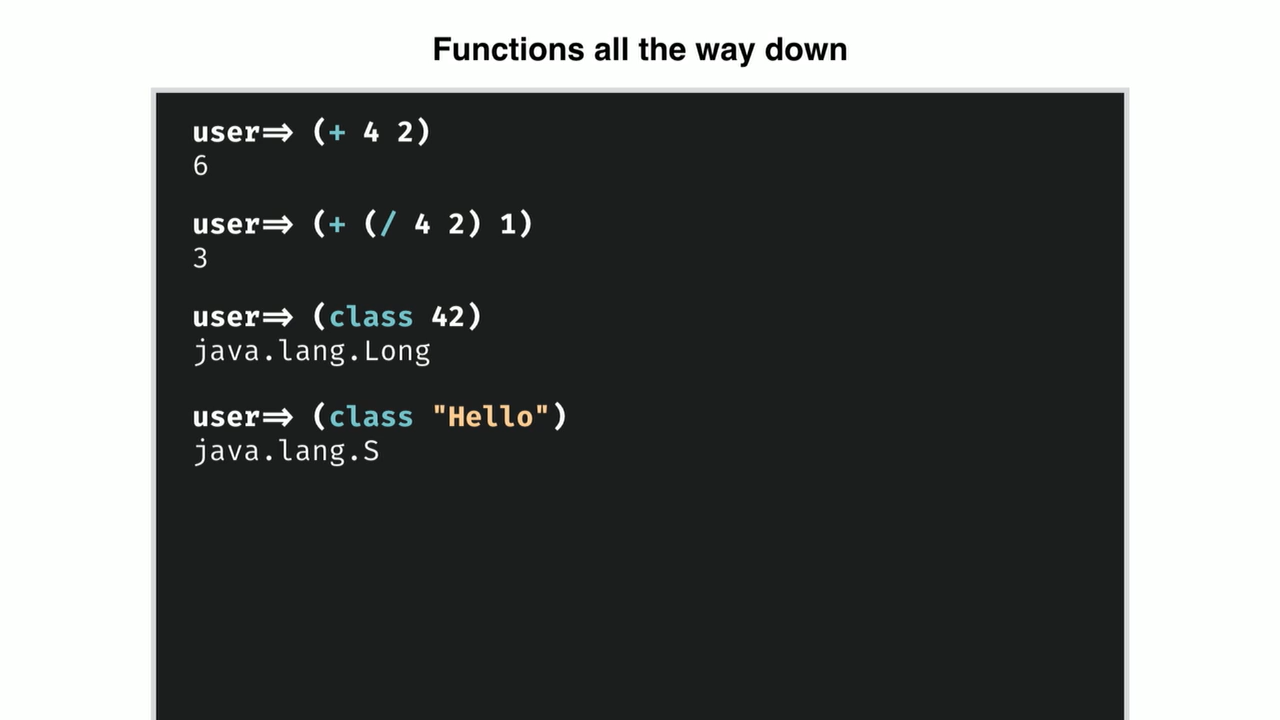 Functions all the way down
user=> (+ 4 2)
6
user=> (+ (/ 4 2) 1)
3
user=> (class 42)
java.lang.Long
user=> (class "Hello")
java.lang.S